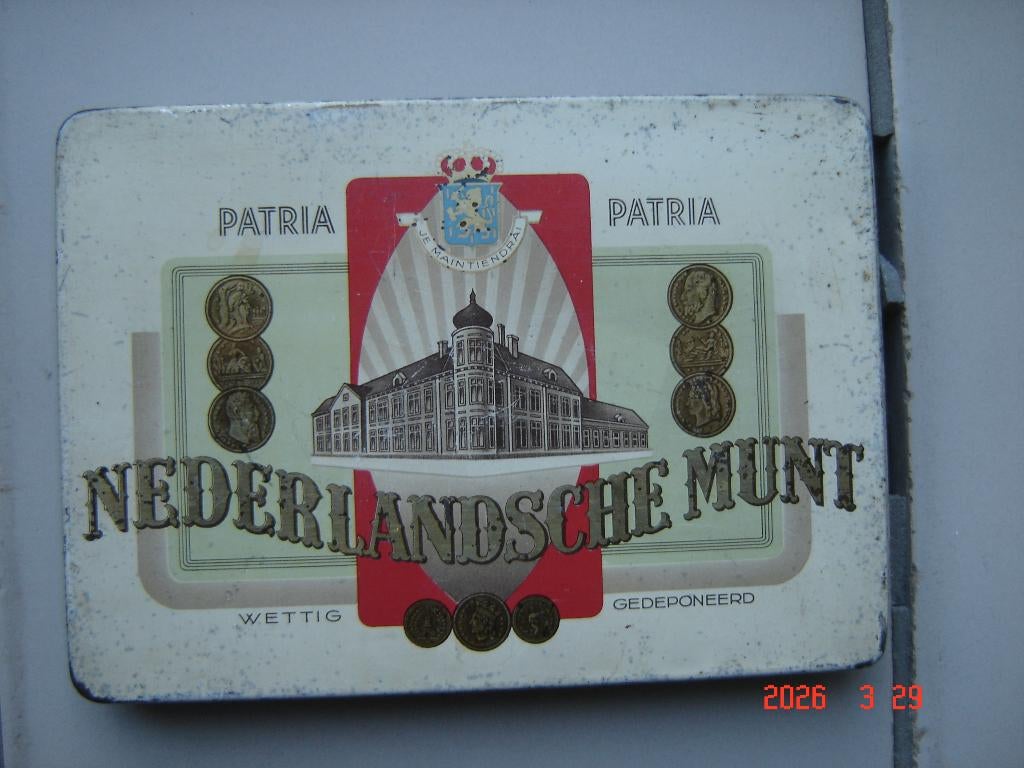 PATRIA
PATRIA
JE MAINTIENDRAI
NEDERLANDSCHE MUNT
WETTIG
GEDEPONEERD
2026 3 29